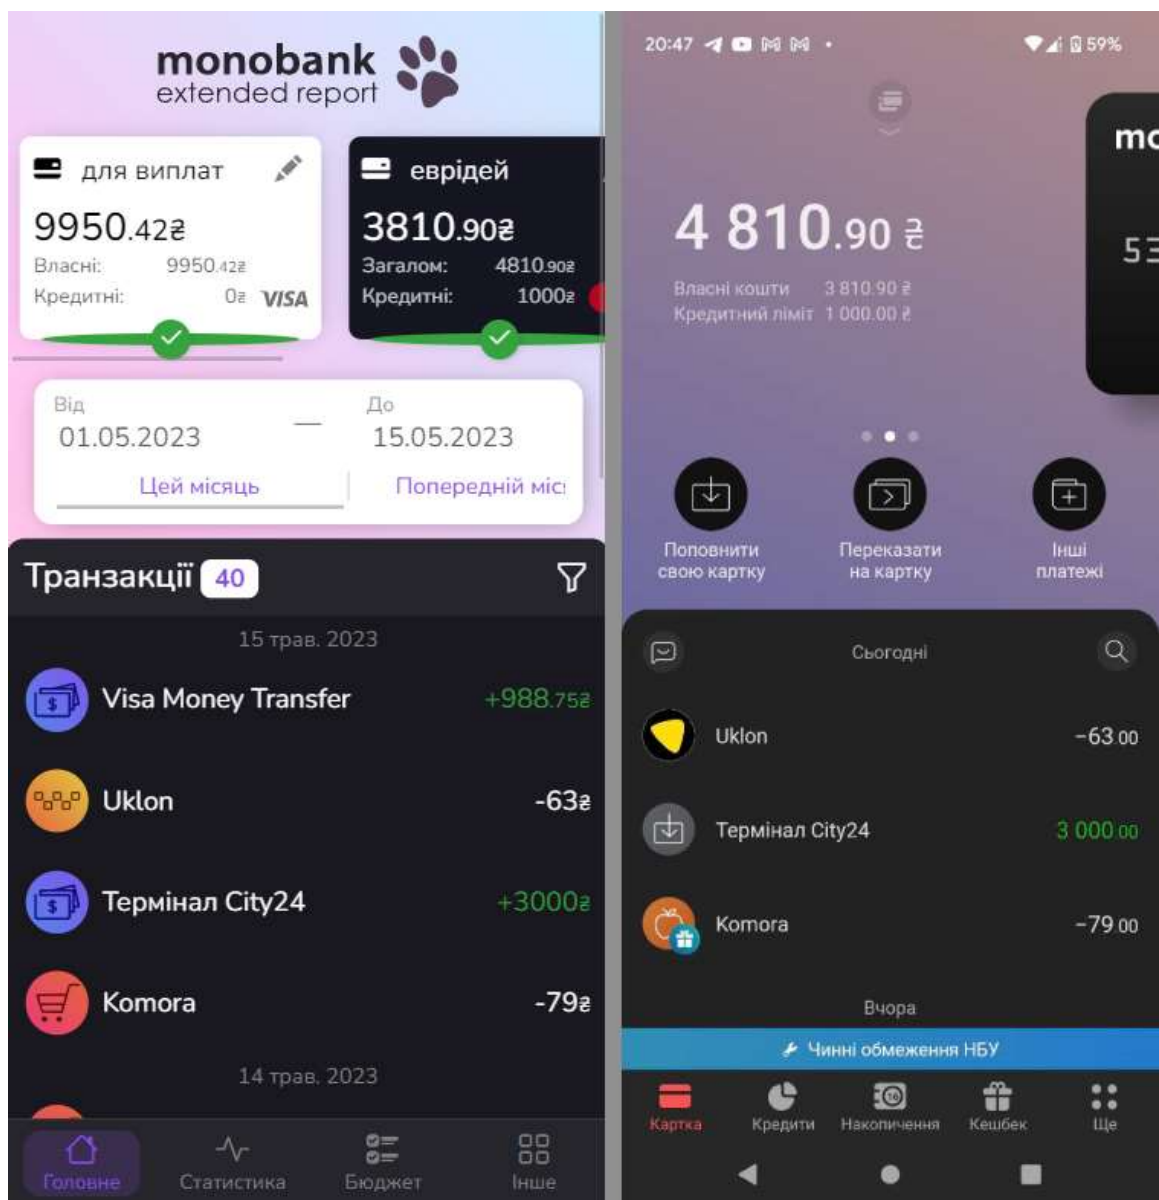 monobank
extended report
для виплат
9950.42₴
Власні: 9950.42₴
Кредитні: 0₴ VISA
еврідей
3810.90₴
Загалом: 4810.90₴
Кредитні: 1000₴
Від
01.05.2023
—
До
15.05.2023
Цей місяць
Попередній міс
Транзакції 40
15 трав. 2023
Visa Money Transfer +988.75₴
Uklon -63₴
Термінал City24 +3000₴
Komora -79₴
14 трав. 2023
Головне
Статистика
Бюджет
Інше
20:47
59%
mo
53
4 810.90 ₴
Власні кошти 3 810.90 ₴
Кредитний ліміт 1 000.00 ₴
Поповнити
свою картку
Переказати
на картку
Інші
платежі
Сьогодні
Uklon −63.00
Термінал City24 3 000.00
Komora −79.00
Вчора
Чинні обмеження НБУ
Картка
Кредити
16
Накопичення
Кешбек
Ще